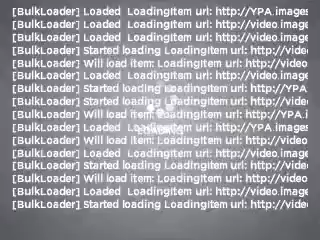 [BulkLoader] Loaded LoadingItem url: http://YPA.images
[BulkLoader] Loaded LoadingItem url: http://video.image
[BulkLoader] Loaded LoadingItem url: http://video.image
[BulkLoader] Started loading LoadingItem url: http://vide
[BulkLoader] Will load item: LoadingItem url: http://video
[BulkLoader] Loaded LoadingItem url: http://video.image
[BulkLoader] Started loading LoadingItem url: http://YPA
[BulkLoader] Started loading LoadingItem url: http://vide
[BulkLoader] Will load item: LoadingItem url: http://YPA.i
[BulkLoader] Loaded LoadingItem url: http://YPA.images
[BulkLoader] Will load item: LoadingItem url: http://video
[BulkLoader] Loaded LoadingItem url: http://video.image
[BulkLoader] Started loading LoadingItem url: http://vide
[BulkLoader] Will load item: LoadingItem url: http://video
[BulkLoader] Loaded LoadingItem url: http://video.image
[BulkLoader] Started loading LoadingItem url: http://vide